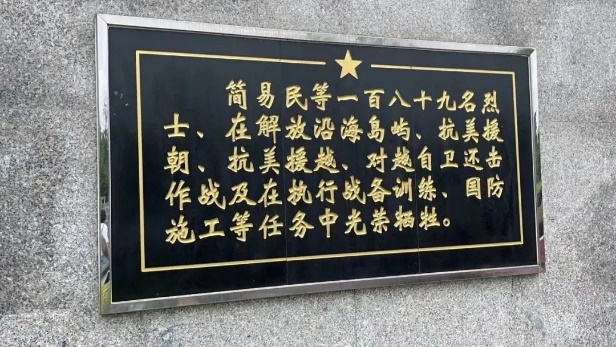 简易民等一百八十九名烈
士、在解放沿海岛屿、抗美援
朝、抗美援越、对越自卫还击
作战及在执行战备训练、国防
施工等任务中光荣牺牲。